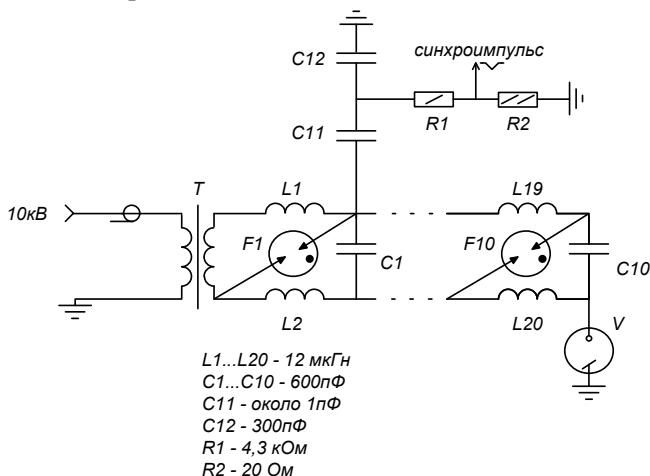 C12
синхроимпульс
C11
R1
R2
10кВ
T
L1
L19
F1
F10
C1
C10
L2
L20
V
L1...L20 - 12 мкГн
C1...C10 - 600пФ
C11 - около 1пФ
C12 - 300пФ
R1 - 4,3 кОм
R2 - 20 Ом